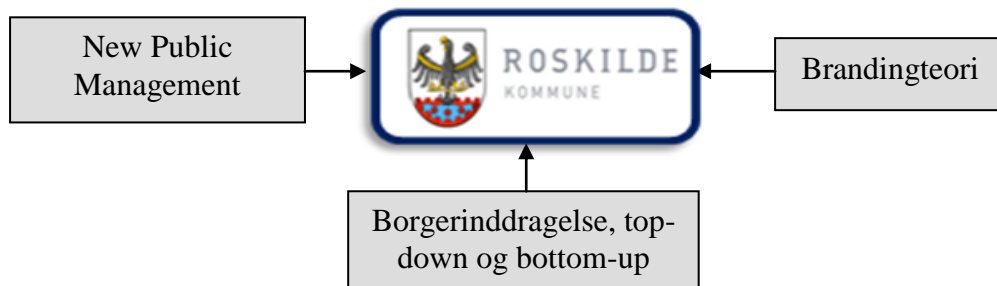 New Public
Management
ROSKILDE
KOMMUNE
Brandingteori
Borgerinddragelse, top-
down og bottom-up